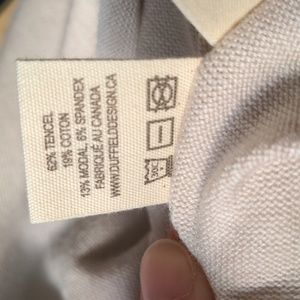 62% TENCEL
19% COTON
13% MODAL, 6% SPANDEX
FABRIQUÉ AU CANADA
WWW.DUFFIELDDESIGN.CA